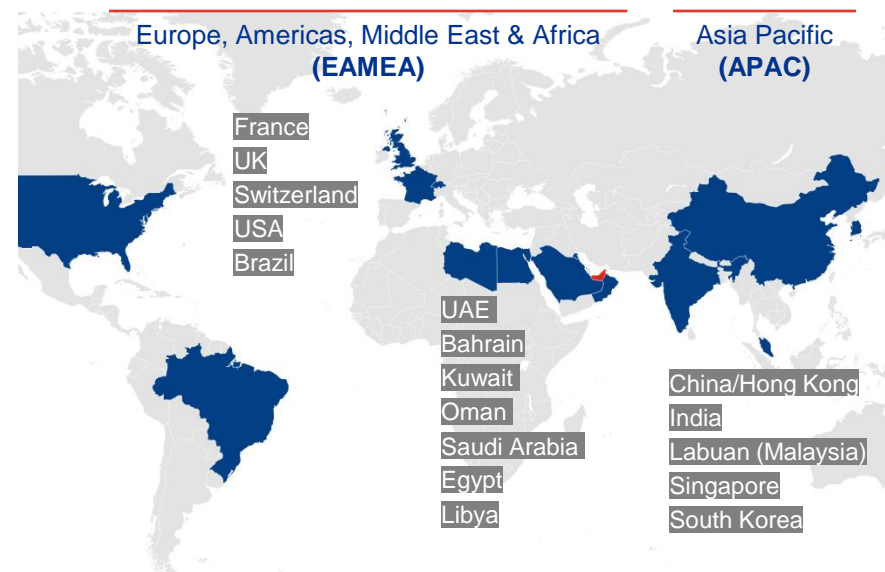 Europe, Americas, Middle East & Africa
(EAMEA)
Asia Pacific
(APAC)
France
UK
Switzerland
USA
Brazil
UAE
Bahrain
Kuwait
Oman
Saudi Arabia
Egypt
Libya
China/Hong Kong
India
Labuan (Malaysia)
Singapore
South Korea